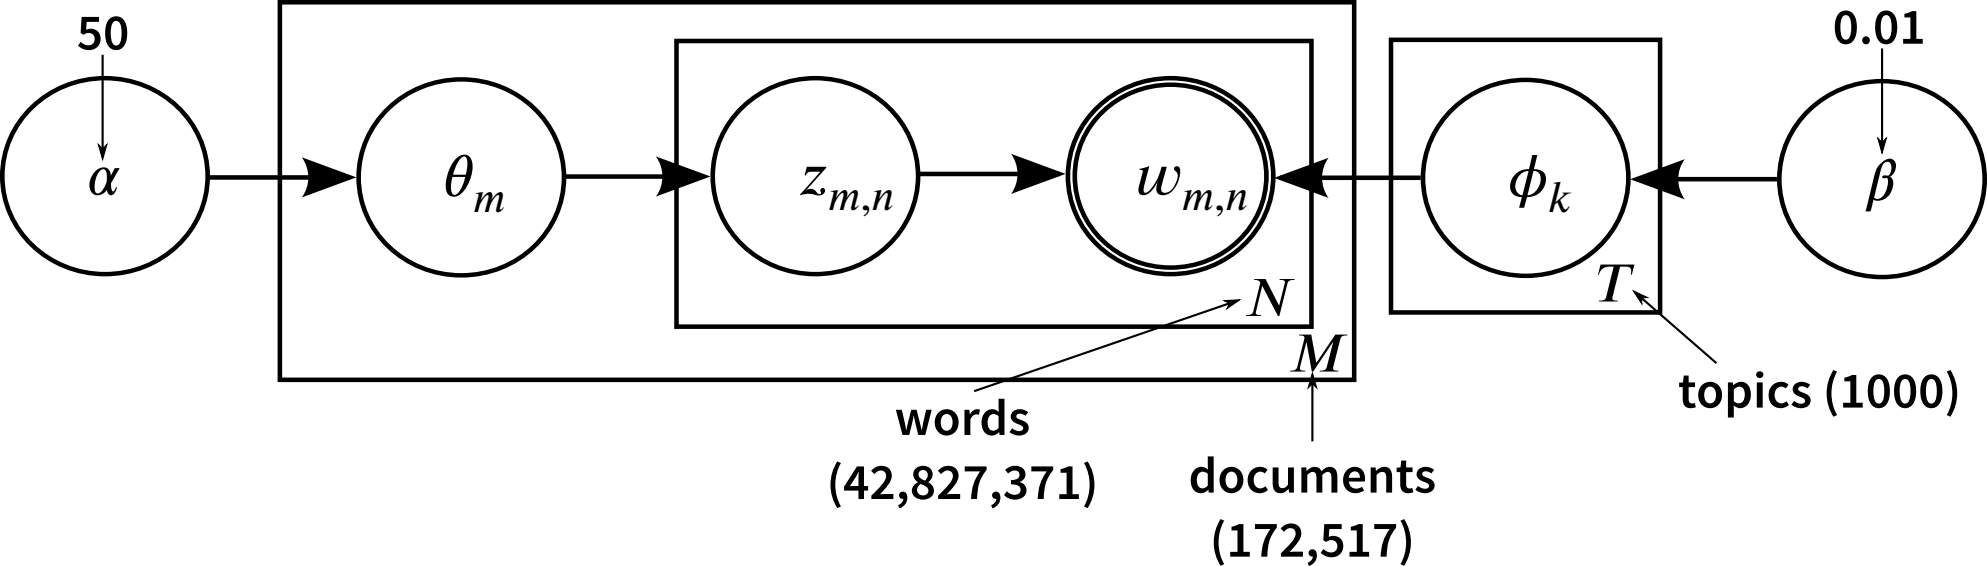 50
0.01
α
θm
zm,n
wm,n
ϕk
β
N
T
M
words
(42,827,371)
documents
(172,517)
topics (1000)